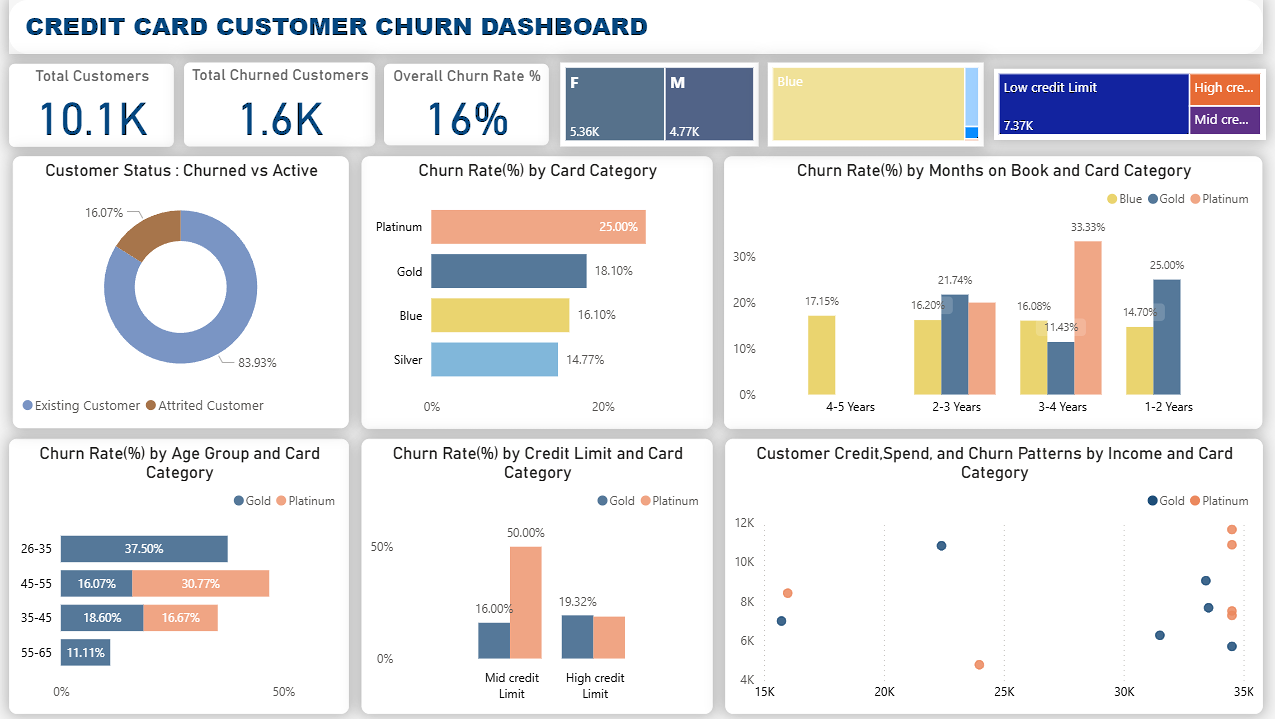 CREDIT CARD CUSTOMER CHURN DASHBOARD
Total Customers
10.1K
Total Churned Customers
1.6K
Overall Churn Rate %
16%
F
5.36K
M
4.77K
Blue
Low credit Limit
7.37K
High cre...
Mid cre...
Customer Status : Churned vs Active
16.07%
83.93%
Existing Customer
Attrited Customer
Churn Rate(%) by Card Category
Platinum
25.00%
Gold
18.10%
Blue
16.10%
Silver
14.77%
0%
20%
Churn Rate(%) by Months on Book and Card Category
Blue
Gold
Platinum
30%
20%
10%
0%
17.15%
16.20%
21.74%
16.08%
11.43%
33.33%
14.70%
25.00%
4-5 Years
2-3 Years
3-4 Years
1-2 Years
Churn Rate(%) by Age Group and Card
Category
Gold
Platinum
26-35
37.50%
45-55
16.07%
30.77%
35-45
18.60%
16.67%
55-65
11.11%
0%
50%
Churn Rate(%) by Credit Limit and Card
Category
Gold
Platinum
50%
0%
16.00%
50.00%
19.32%
Mid credit
Limit
High credit
Limit
Customer Credit,Spend, and Churn Patterns by Income and Card
Category
Gold
Platinum
12K
10K
8K
6K
4K
15K
20K
25K
30K
35K